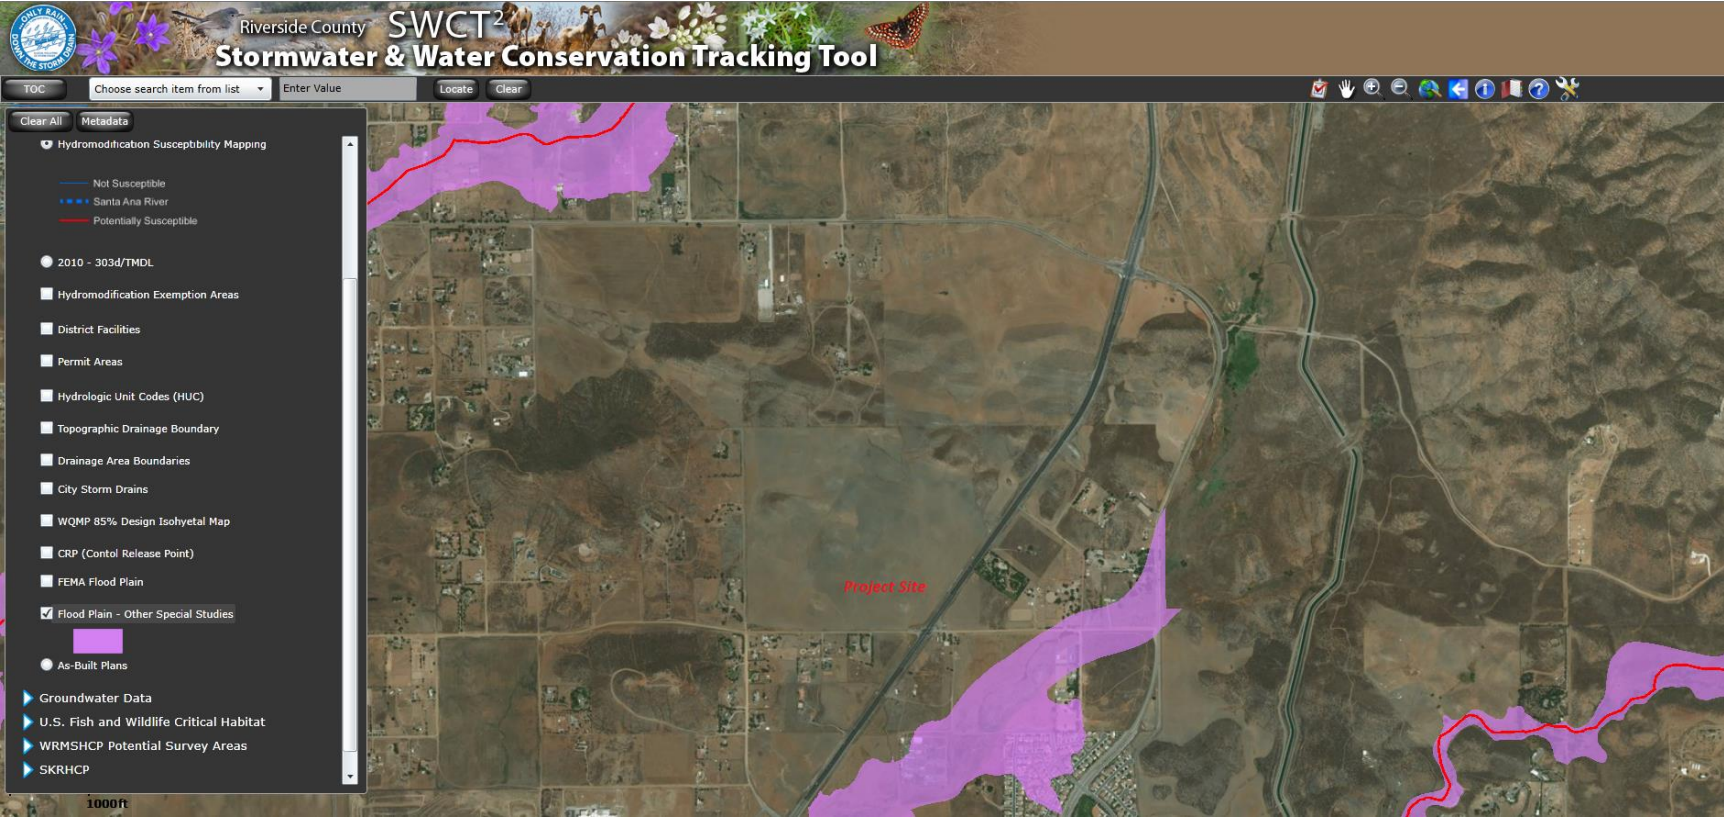 ONLY RAIN
DOWN THE STORM DRAIN
Riverside County SWCT²
Stormwater & Water Conservation Tracking Tool
TOC
Choose search item from list
Enter Value
Locate
Clear
Clear All
Metadata
Hydromodification Susceptibility Mapping
Not Susceptible
Santa Ana River
Potentially Susceptible
2010 - 303d/TMDL
Hydromodification Exemption Areas
District Facilities
Permit Areas
Hydrologic Unit Codes (HUC)
Topographic Drainage Boundary
Drainage Area Boundaries
City Storm Drains
WQMP 85% Design Isohyetal Map
CRP (Contol Release Point)
FEMA Flood Plain
Flood Plain - Other Special Studies
As-Built Plans
Groundwater Data
U.S. Fish and Wildlife Critical Habitat
WRMSHCP Potential Survey Areas
SKRHCP
1000ft
Project Site